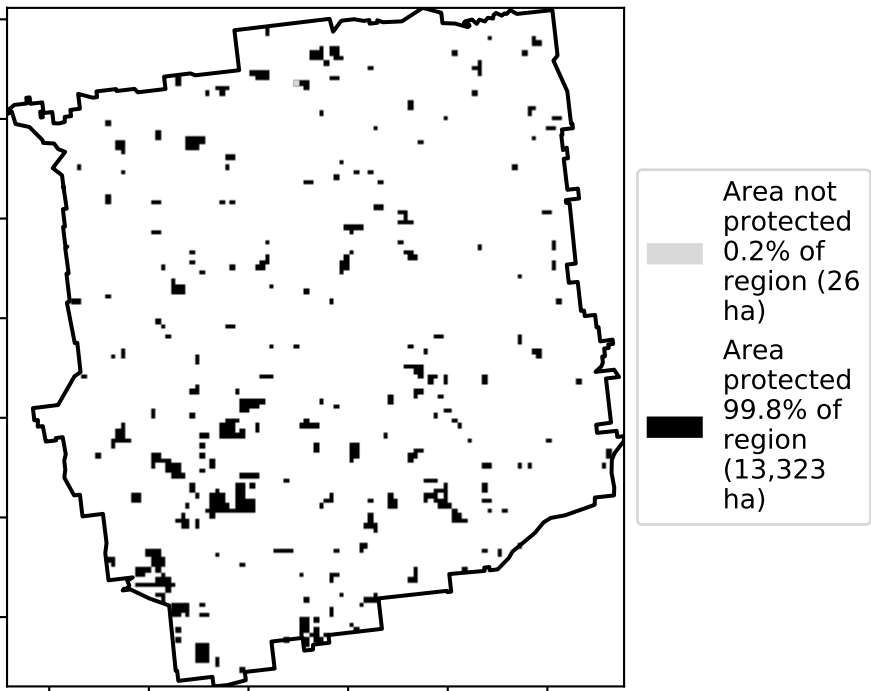 Area not
protected
0.2% of
region (26
ha)
Area
protected
99.8% of
region
(13,323
ha)